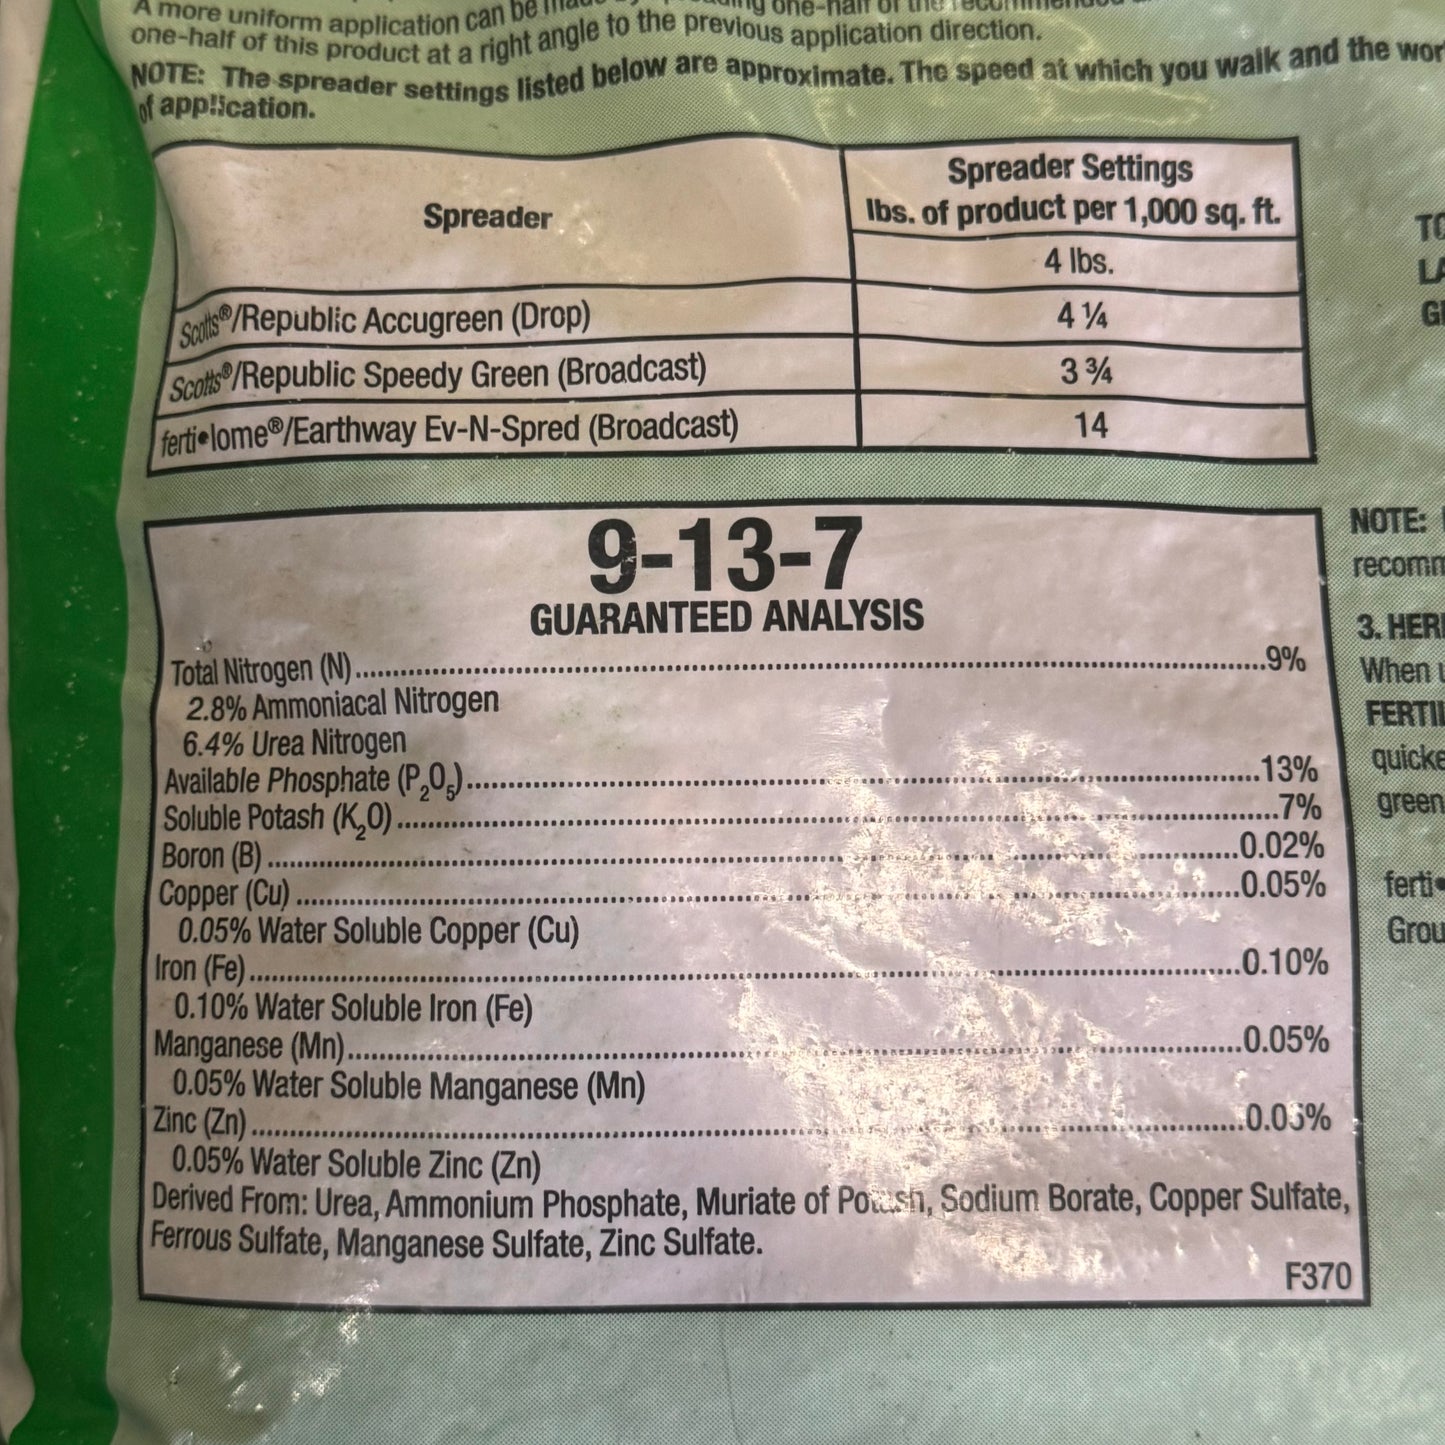 A more uniform application can be
one-half of this product at a right angle to the previous application direction.
NOTE: The spreader settings listed below are approximate. The speed at which you walk and the
of application.
Spreader
Spreader Settings
lbs. of product per 1,000 sq. ft.
4 lbs.
Scotts®/Republic Accugreen (Drop) 4 ¼
Scotts®/Republic Speedy Green (Broadcast) 3 ¾
ferti•lome®/Earthway Ev-N-Spred (Broadcast) 14
9-13-7
GUARANTEED ANALYSIS
Total Nitrogen (N)...9%
2.8% Ammoniacal Nitrogen
6.4% Urea Nitrogen
Available Phosphate (P₂O₅)...13%
Soluble Potash (K₂O)...7%
Boron (B)...0.02%
Copper (Cu)...0.05%
0.05% Water Soluble Copper (Cu)
Iron (Fe)...0.10%
0.10% Water Soluble Iron (Fe)
Manganese (Mn)...0.05%
0.05% Water Soluble Manganese (Mn)
Zinc (Zn)...0.05%
0.05% Water Soluble Zinc (Zn)
Derived From: Urea, Ammonium Phosphate, Muriate of Potash, Sodium Borate, Copper Sulfate,
Ferrous Sulfate, Manganese Sulfate, Zinc Sulfate.
F370
NOTE:
3.
When